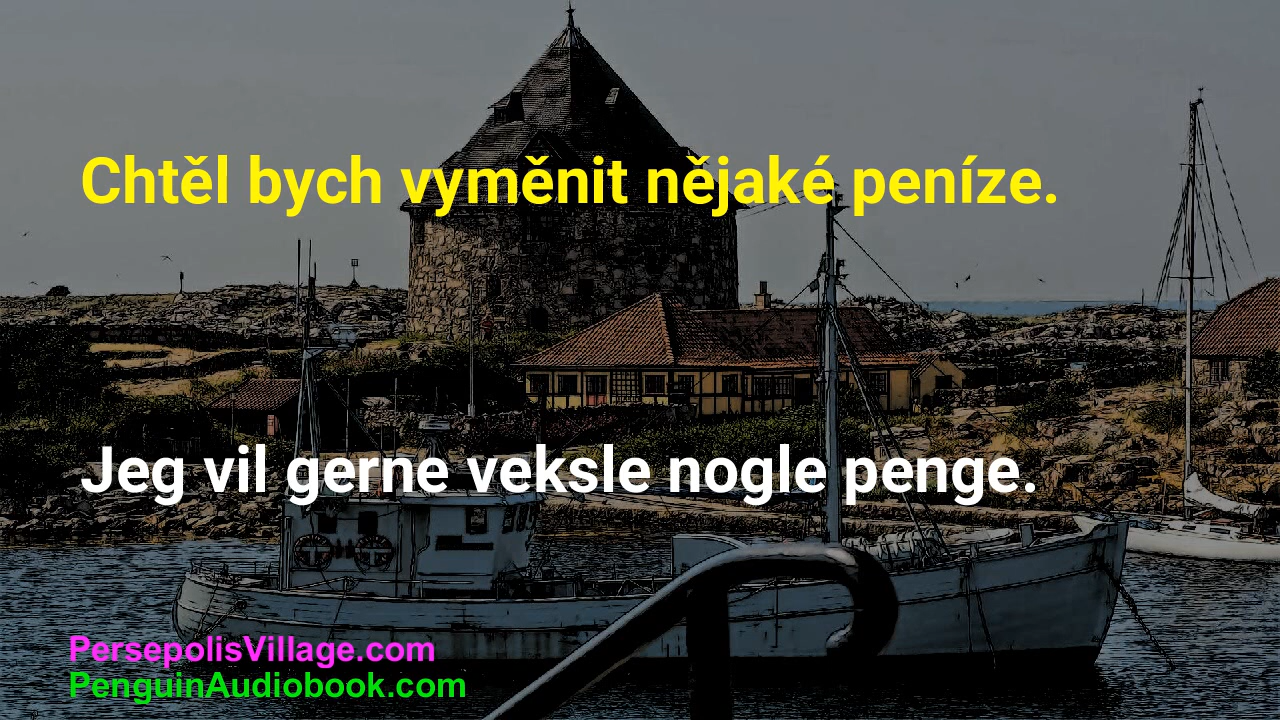 Chtěl bych vyměnit nějaké peníze.
Jeg vil gerne veksle nogle penge.
PersepolisVillage.com
PenguinAudiobook.com